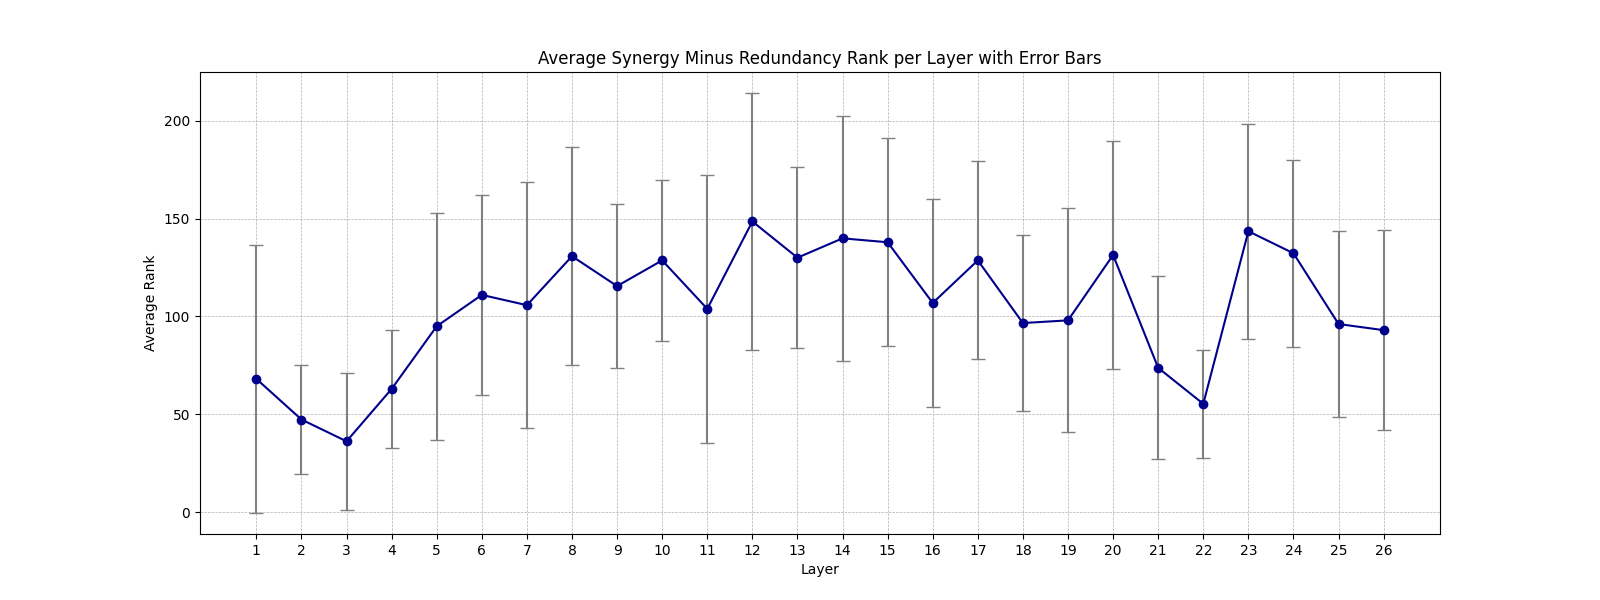 Average Synergy Minus Redundancy Rank per Layer with Error Bars
Average Rank
200
150
100
50
0
1 2 3 4 5 6 7 8 9 10 11 12 13 14 15 16 17 18 19 20 21 22 23 24 25 26
Layer